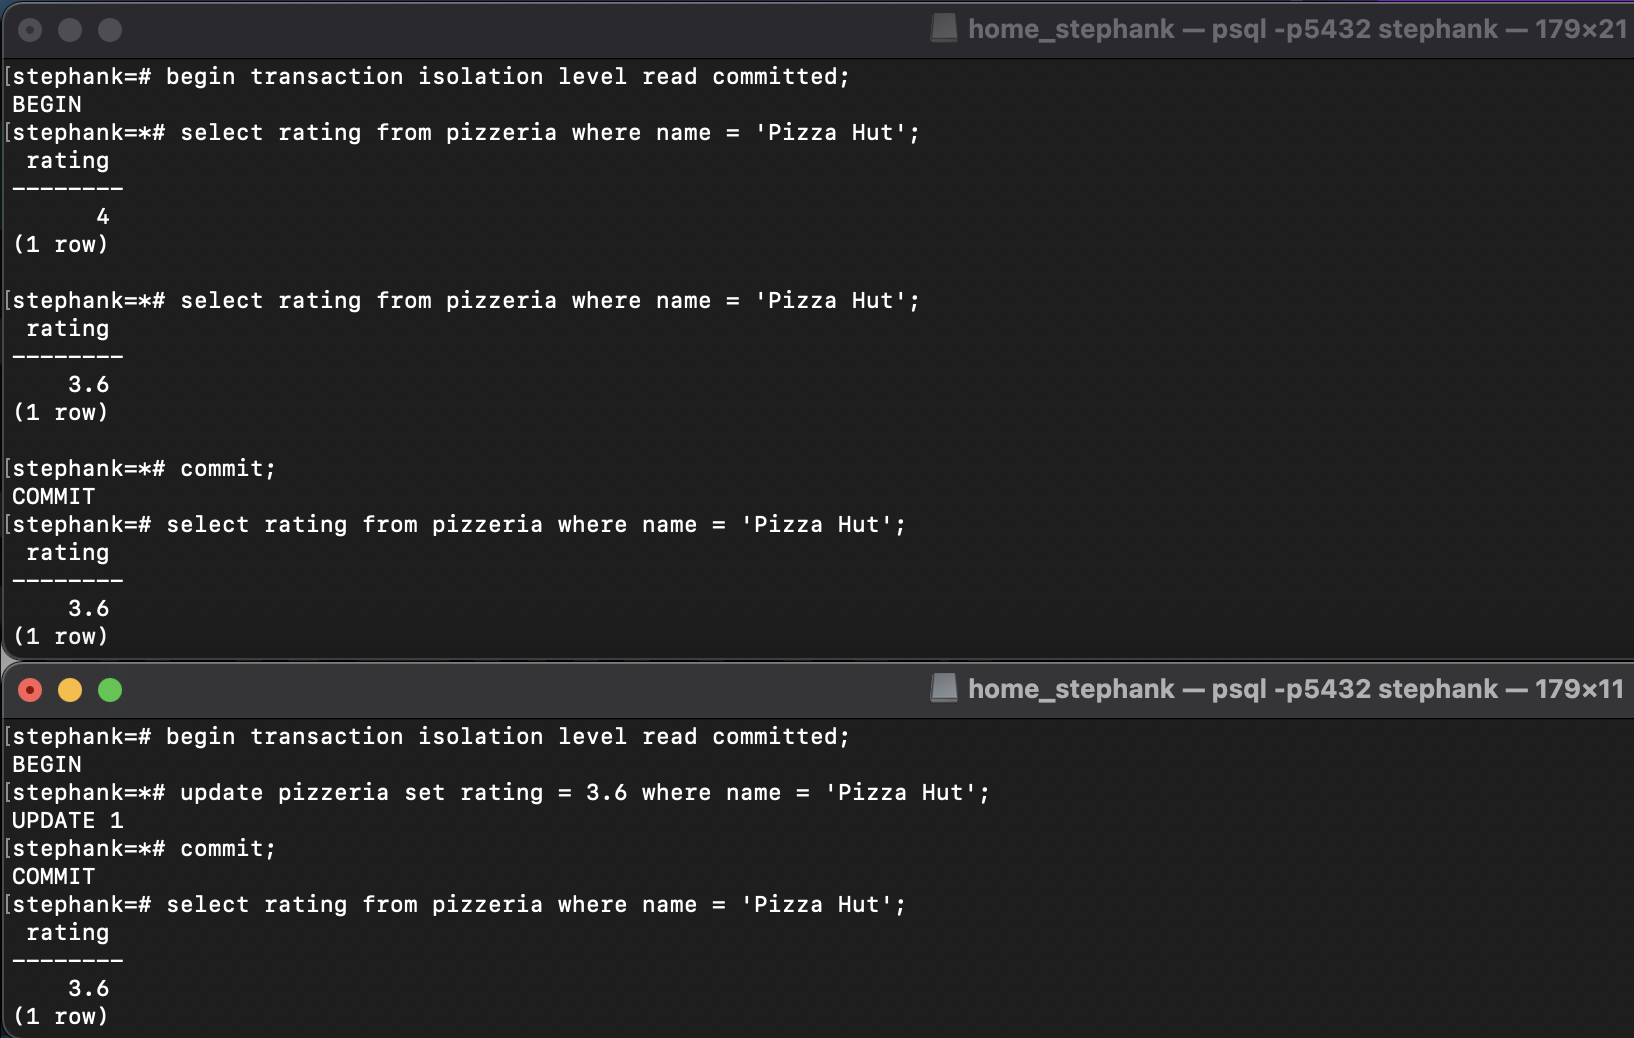 home_stephank — psql -p5432 stephank — 179×21
[stephank=# begin transaction isolation level read committed;
BEGIN
[stephank=*# select rating from pizzeria where name = 'Pizza Hut';
 rating
--------
      4
(1 row)

[stephank=*# select rating from pizzeria where name = 'Pizza Hut';
 rating
--------
    3.6
(1 row)

[stephank=*# commit;
COMMIT
[stephank=# select rating from pizzeria where name = 'Pizza Hut';
 rating
--------
    3.6
(1 row)
home_stephank — psql -p5432 stephank — 179×11
[stephank=# begin transaction isolation level read committed;
BEGIN
[stephank=*# update pizzeria set rating = 3.6 where name = 'Pizza Hut';
UPDATE 1
[stephank=*# commit;
COMMIT
[stephank=# select rating from pizzeria where name = 'Pizza Hut';
 rating
--------
    3.6
(1 row)